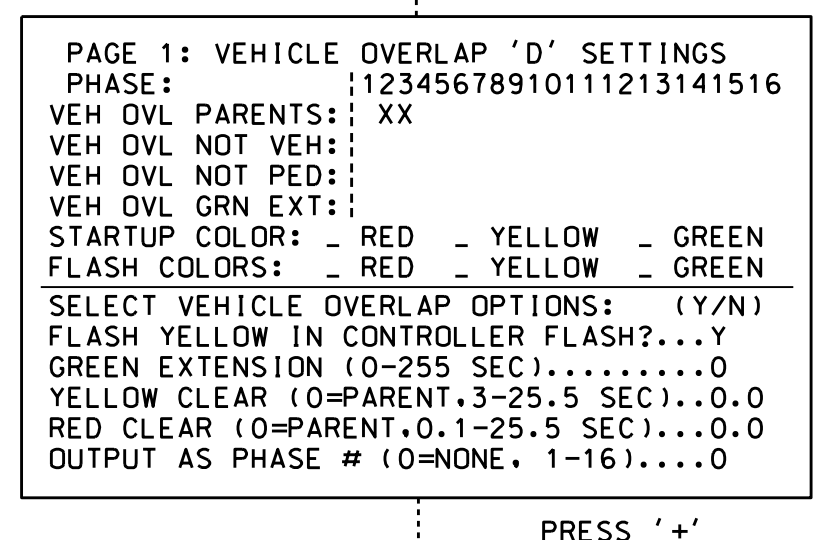 PAGE 1: VEHICLE OVERLAP 'D' SETTINGS
PHASE: 12345678910111213141516
VEH OVL PARENTS: XX
VEH OVL NOT VEH:
VEH OVL NOT PED:
VEH OVL GRN EXT:
STARTUP COLOR: _ RED _ YELLOW _ GREEN
FLASH COLORS: _ RED _ YELLOW _ GREEN
SELECT VEHICLE OVERLAP OPTIONS: (Y/N)
FLASH YELLOW IN CONTROLLER FLASH?...Y
GREEN EXTENSION (0-255 SEC).........0
YELLOW CLEAR (0=PARENT,3-25.5 SEC)..0.0
RED CLEAR (0=PARENT,0.1-25.5 SEC)...0.0
OUTPUT AS PHASE # (0=NONE, 1-16)....0
PRESS '+'